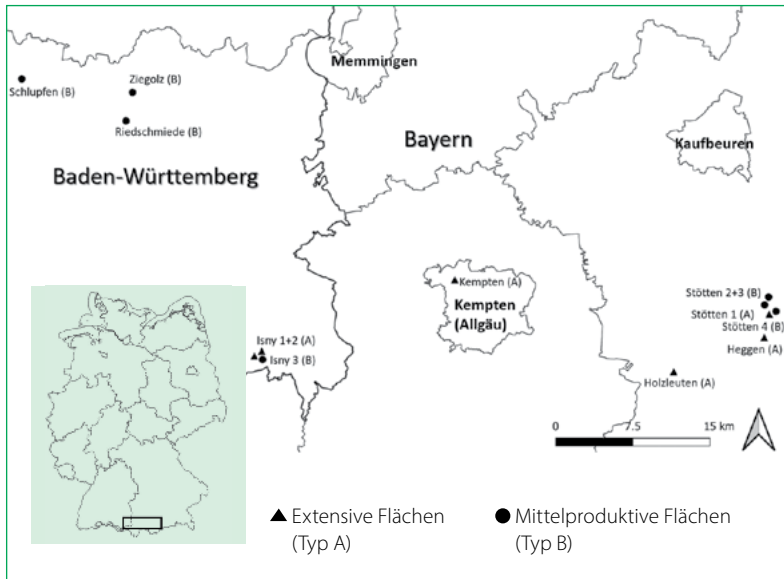 Memmingen
Ziegolz (B)
Schlupfen (B)
Riedschmiede (B)
Bayern
Kaufbeuren
Baden-Württemberg
Kempten (A)
Kempten
(Allgäu)
Stötten 2+3 (B)
Stötten 1 (A)
Stötten 4 (B)
Heggen (A)
Isny 1+2 (A)
Isny 3 (B)
Holzleuten (A)
0 7.5 15 km
Extensive Flächen
(Typ A)
Mittelproduktive Flächen
(Typ B)